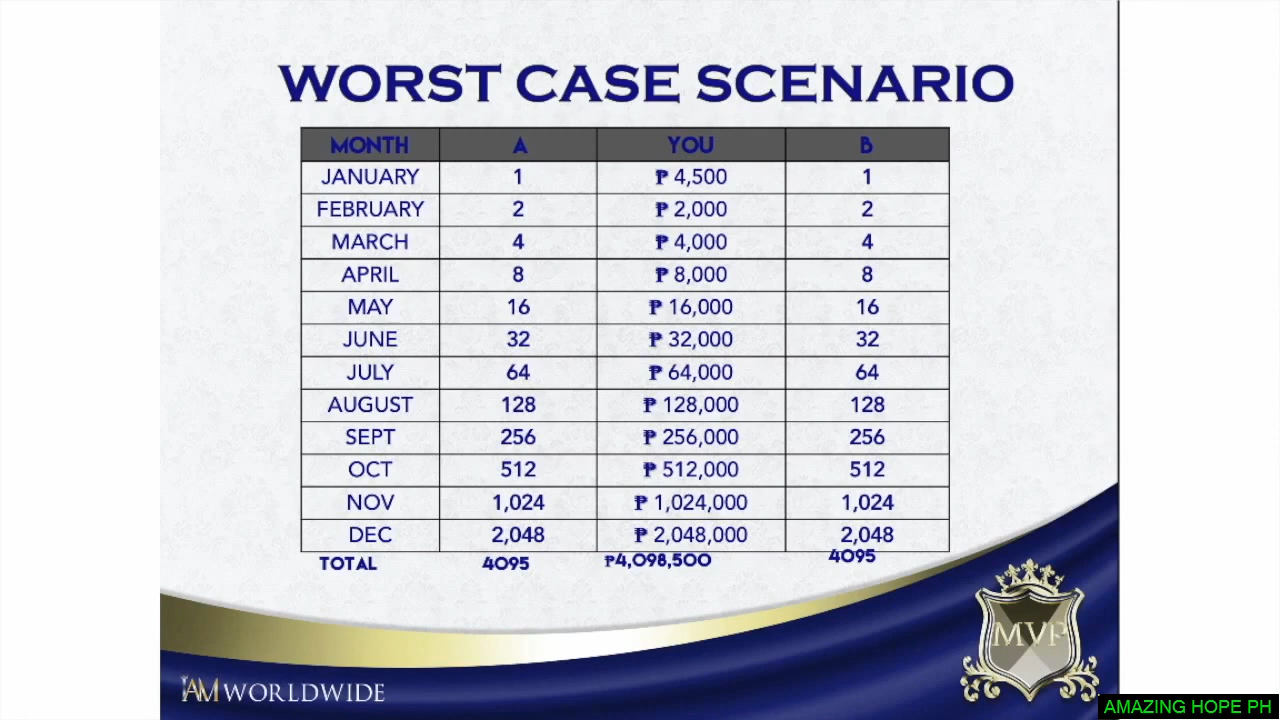 WORST CASE SCENARIO
MONTH A YOU B
JANUARY 1 ₱ 4,500 1
FEBRUARY 2 ₱ 2,000 2
MARCH 4 ₱ 4,000 4
APRIL 8 ₱ 8,000 8
MAY 16 ₱ 16,000 16
JUNE 32 ₱ 32,000 32
JULY 64 ₱ 64,000 64
AUGUST 128 ₱ 128,000 128
SEPT 256 ₱ 256,000 256
OCT 512 ₱ 512,000 512
NOV 1,024 ₱ 1,024,000 1,024
DEC 2,048 ₱ 2,048,000 2,048
TOTAL 4095 ₱4,098,500 4095
MVP
IAM WORLDWIDE
AMAZING HOPE PH